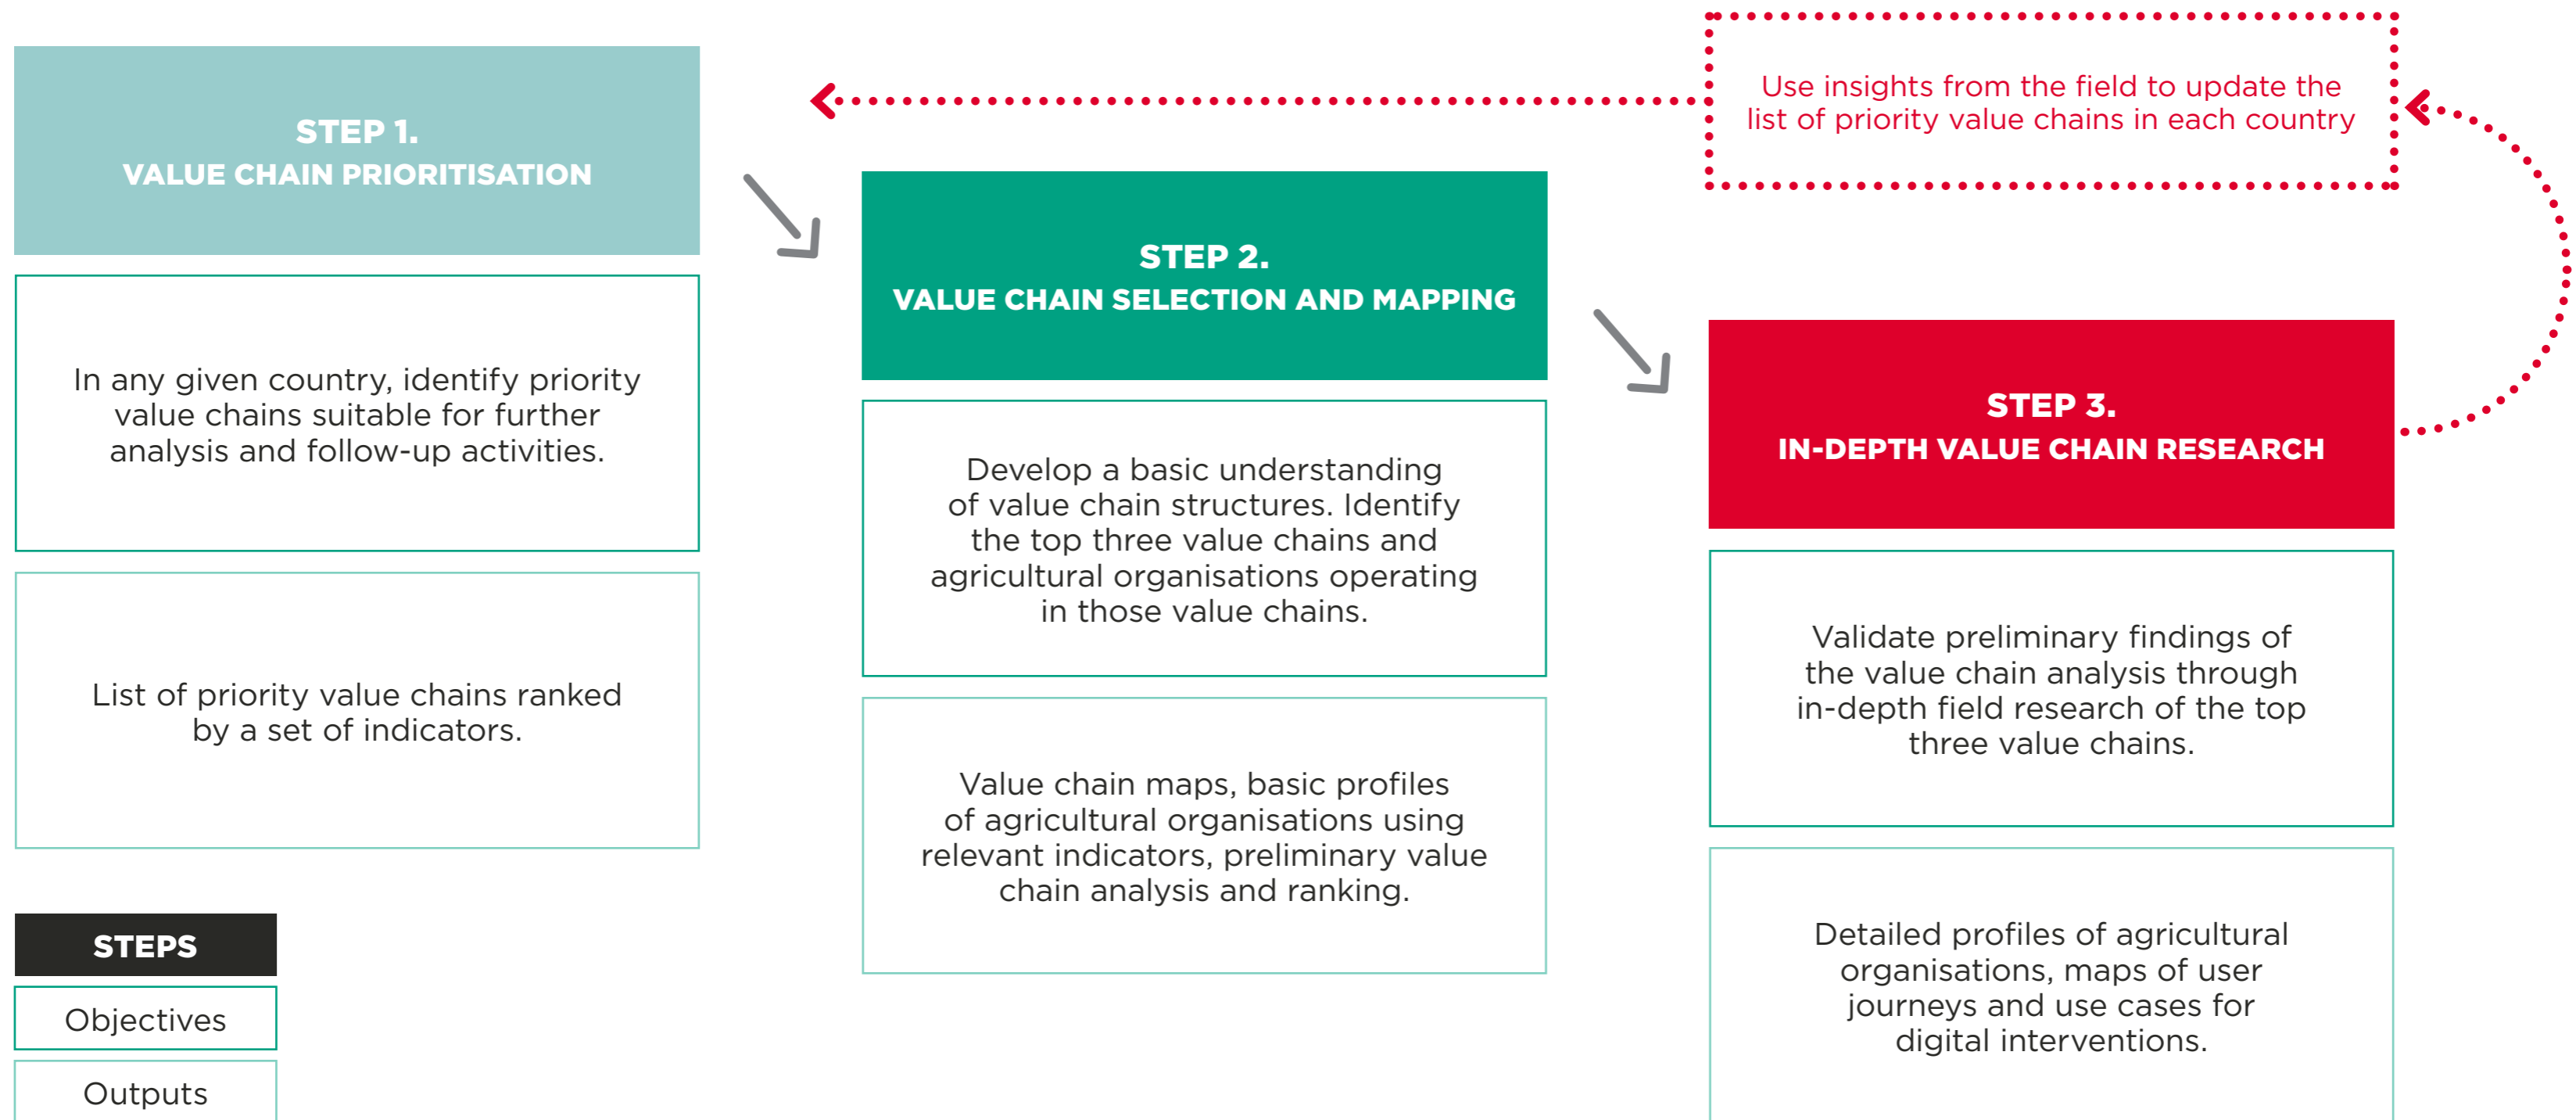 STEP 1.
VALUE CHAIN PRIORITISATION
In any given country, identify priority
value chains suitable for further
analysis and follow-up activities.
List of priority value chains ranked
by a set of indicators.
STEP 2.
VALUE CHAIN SELECTION AND MAPPING
Develop a basic understanding
of value chain structures. Identify
the top three value chains and
agricultural organisations operating
in those value chains.
Value chain maps, basic profiles
of agricultural organisations using
relevant indicators, preliminary value
chain analysis and ranking.
Use insights from the field to update the
list of priority value chains in each country
STEP 3.
IN-DEPTH VALUE CHAIN RESEARCH
Validate preliminary findings of
the value chain analysis through
in-depth field research of the top
three value chains.
Detailed profiles of agricultural
organisations, maps of user
journeys and use cases for
digital interventions.
STEPS
Objectives
Outputs